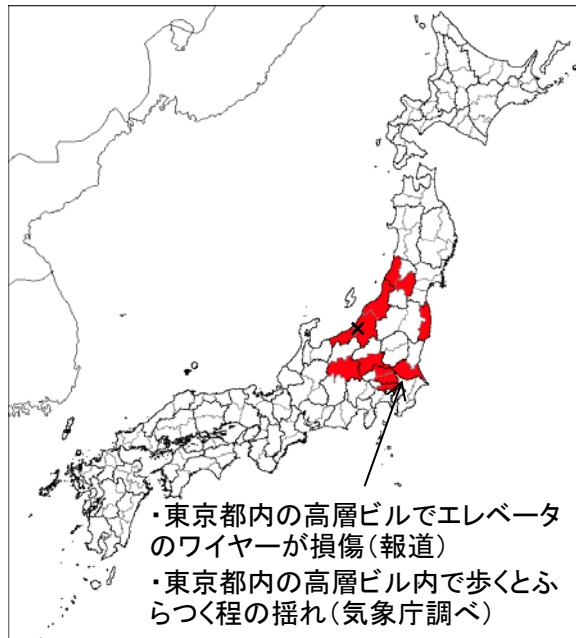 ・東京都内の高層ビルでエレベータ
のワイヤーが損傷(報道)
・東京都内の高層ビル内で歩くとふ
らつく程の揺れ(気象庁調べ)